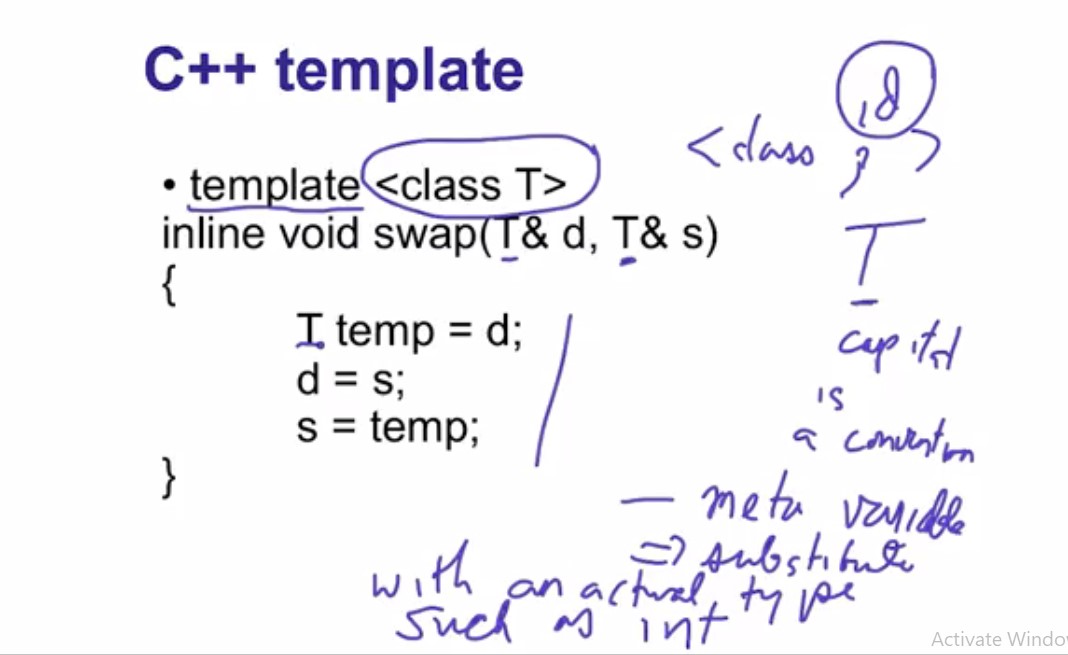 C++ template
• template <class T>
inline void swap(T& d, T& s)
{
T temp = d;
d = s;
s = temp;
}
<class id >
T
capital
is
a convention
— meta variable
=> substitute
with an actual type
such as int
Activate Windo